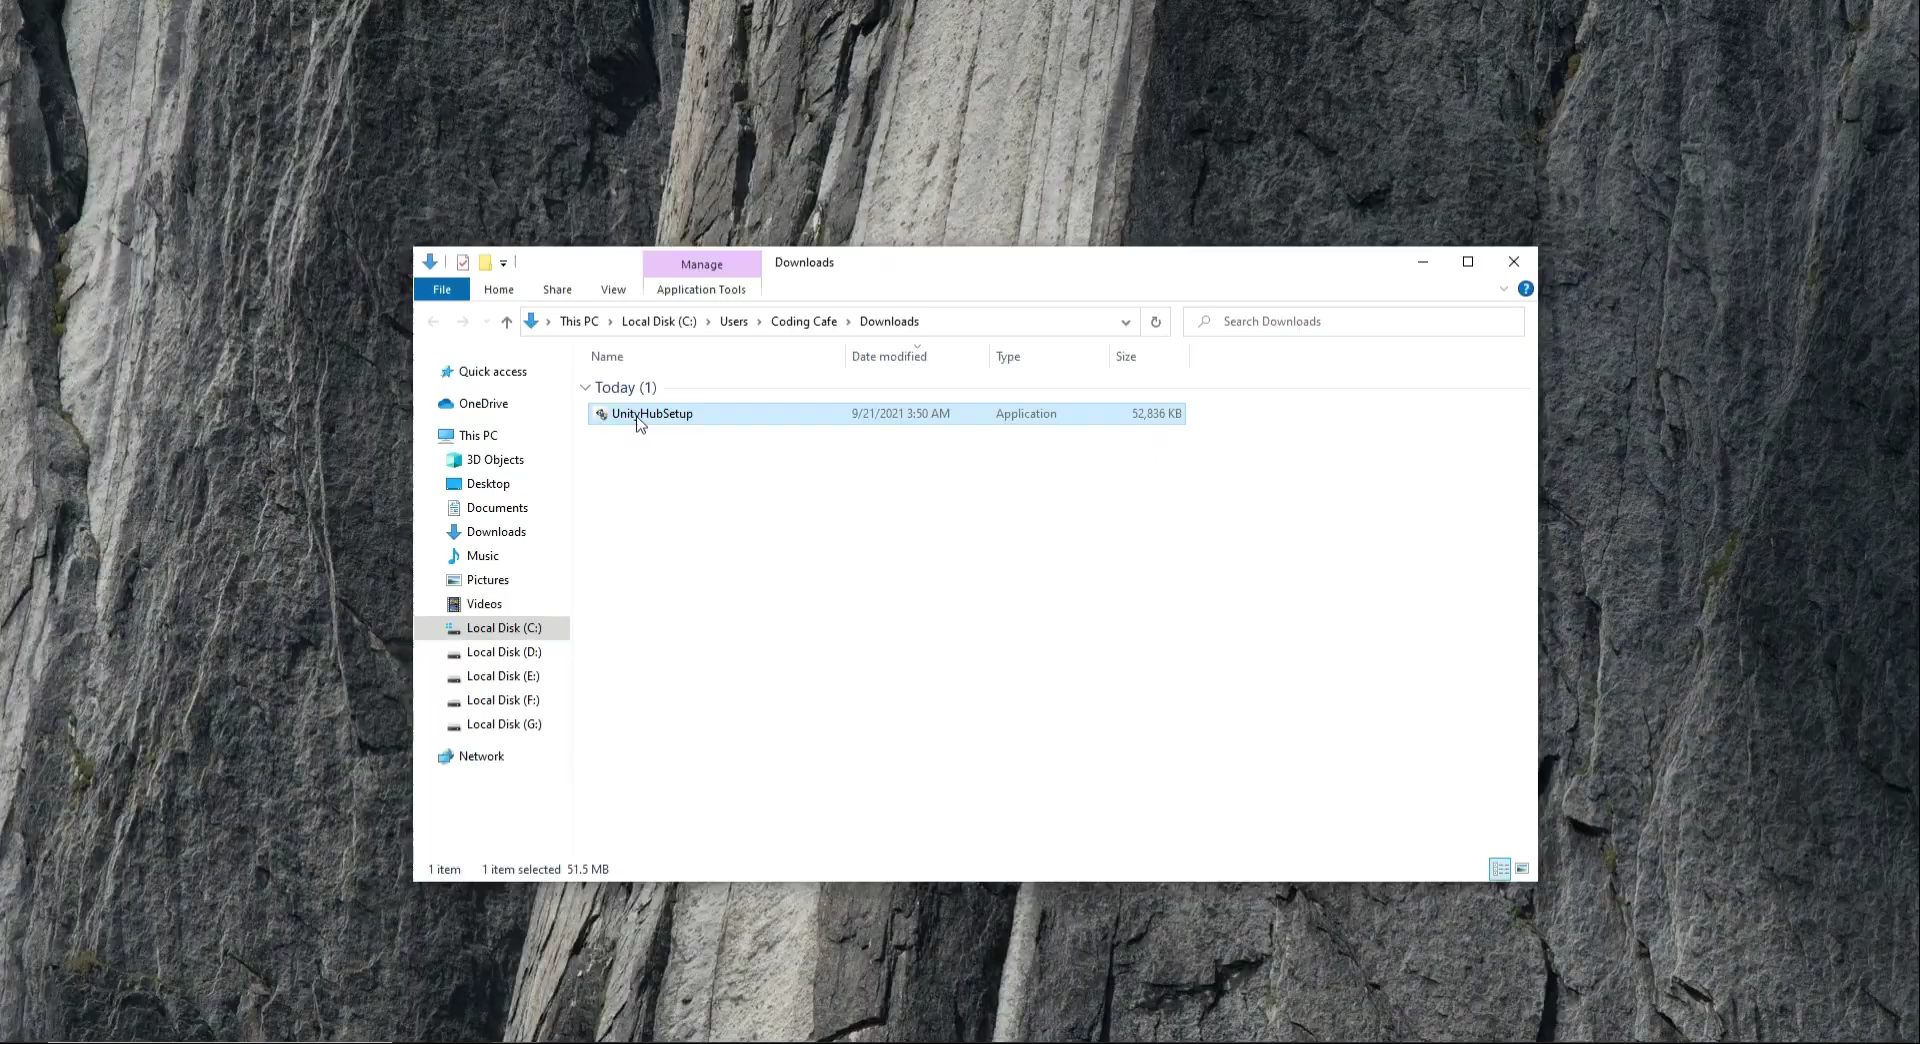 Manage
Downloads
File
Home
Share
View
Application Tools
This PC
Local Disk (C:)
Users
Coding Cafe
Downloads
Search Downloads
Name
Date modified
Type
Size
Quick access
OneDrive
This PC
3D Objects
Desktop
Documents
Downloads
Music
Pictures
Videos
Local Disk (C:)
Local Disk (D:)
Local Disk (E:)
Local Disk (F:)
Local Disk (G:)
Network
Today (1)
UnityHubSetup
9/21/2021 3:50 AM
Application
52,836 KB
1 item
1 item selected
51.5 MB